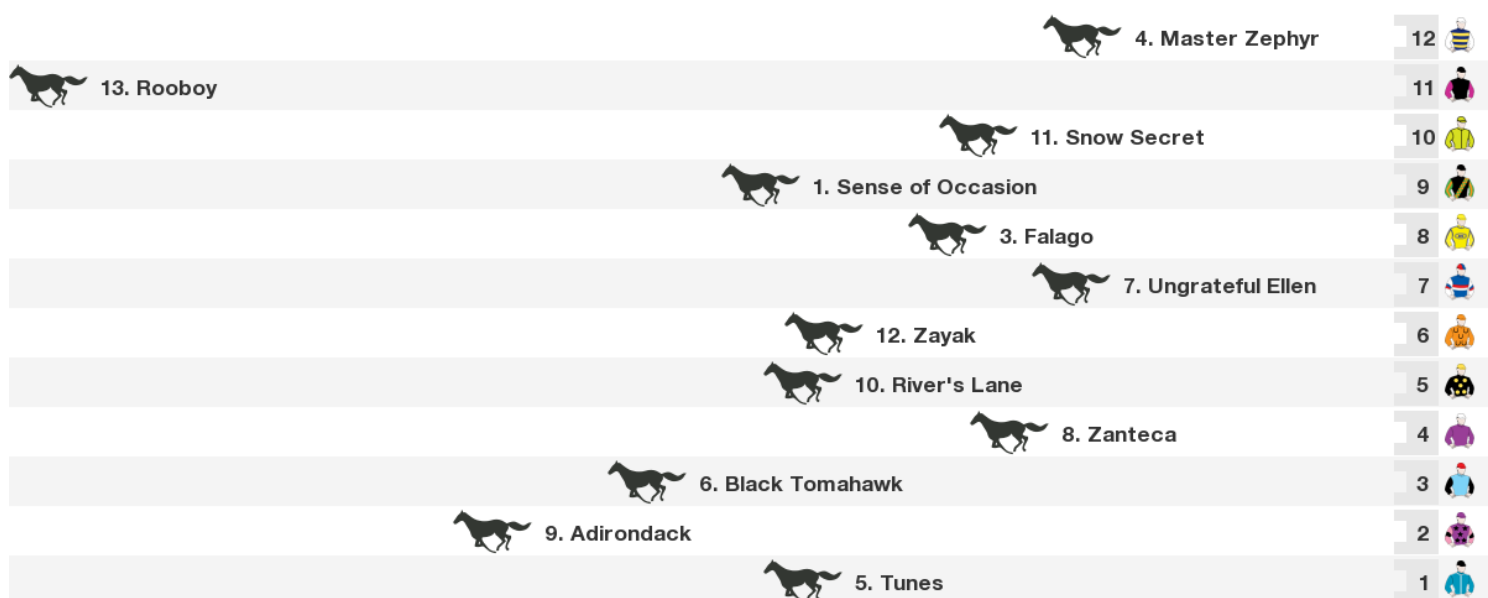 4. Master Zephyr 12
13. Rooboy 11
11. Snow Secret 10
1. Sense of Occasion 9
3. Falago 8
7. Ungrateful Ellen 7
12. Zayak 6
10. River's Lane 5
8. Zanteca 4
6. Black Tomahawk 3
9. Adirondack 2
5. Tunes 1